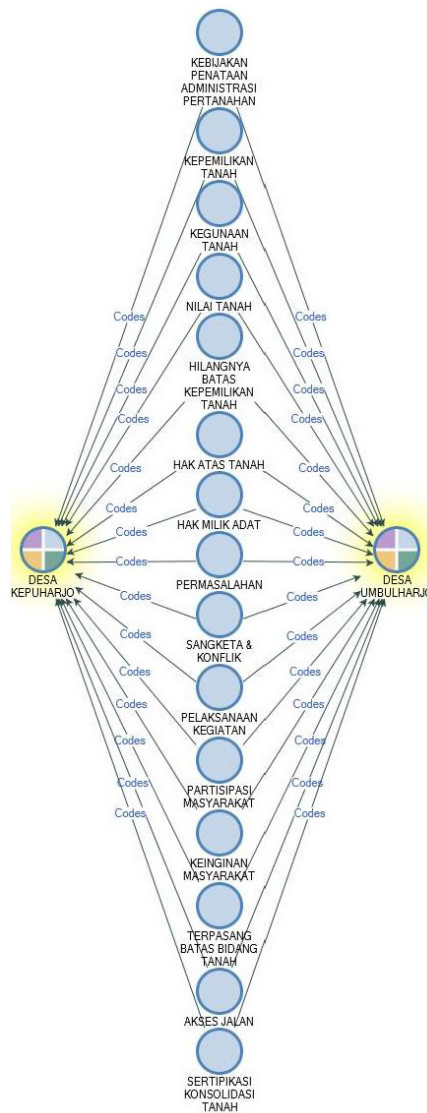 KEBIJAKAN
PENATAAN
ADMINISTRASI
PERTANAHAN
KEPEMILIKAN
TANAH
KEGUNAAN
TANAH
NILAI TANAH
Codes
Codes
HILANGNYA
BATAS
KEPEMILIKAN
TANAH
Codes
Codes
Codes
Codes
Codes
Codes
HAK ATAS TANAH
Codes
Codes
HAK MILIK ADAT
Codes
Codes
PERMASALAHAN
Codes
Codes
DESA
KEPUHARJO
DESA
UMBULHARJO
Codes
Codes
SANGKETA &
KONFLIK
Codes
Codes
PELAKSANAAN
KEGIATAN
Codes
Codes
PARTISIPASI
MASYARAKAT
Codes
Codes
Codes
Codes
KEINGINAN
MASYARAKAT
Codes
Codes
Codes
Codes
TERPASANG
BATAS BIDANG
TANAH
AKSES JALAN
SERTIPIKASI
KONSOLIDASI
TANAH